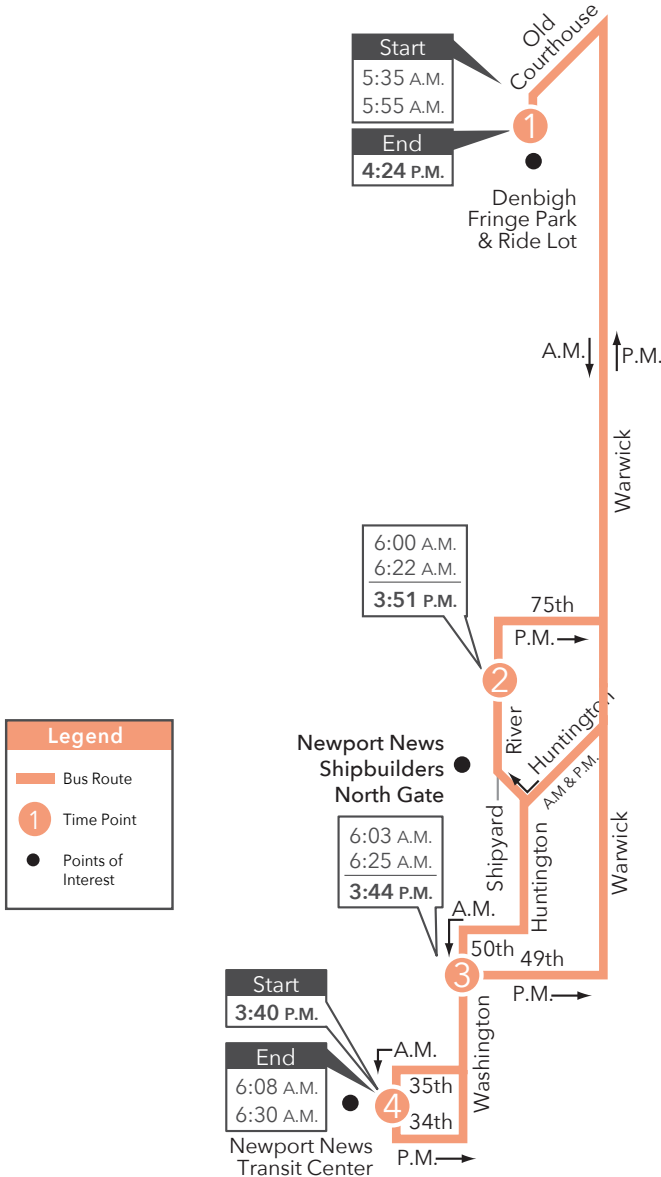 Old
Courthouse
Start
5:35 A.M.
5:55 A.M.
1
End
4:24 P.M.
Denbigh
Fringe Park
& Ride Lot
A.M.
P.M.
Warwick
6:00 A.M.
6:22 A.M.
3:51 P.M.
75th
P.M.
2
River
Huntington
A.M & P.M.
Legend
Bus Route
1 Time Point
Points of
Interest
Newport News
Shipbuilders
North Gate
Shipyard
Huntington
Warwick
6:03 A.M.
6:25 A.M.
3:44 P.M.
A.M.
50th
49th
3
P.M.
Washington
Start
3:40 P.M.
End
6:08 A.M.
6:30 A.M.
A.M.
35th
4
34th
Newport News
Transit Center
P.M.